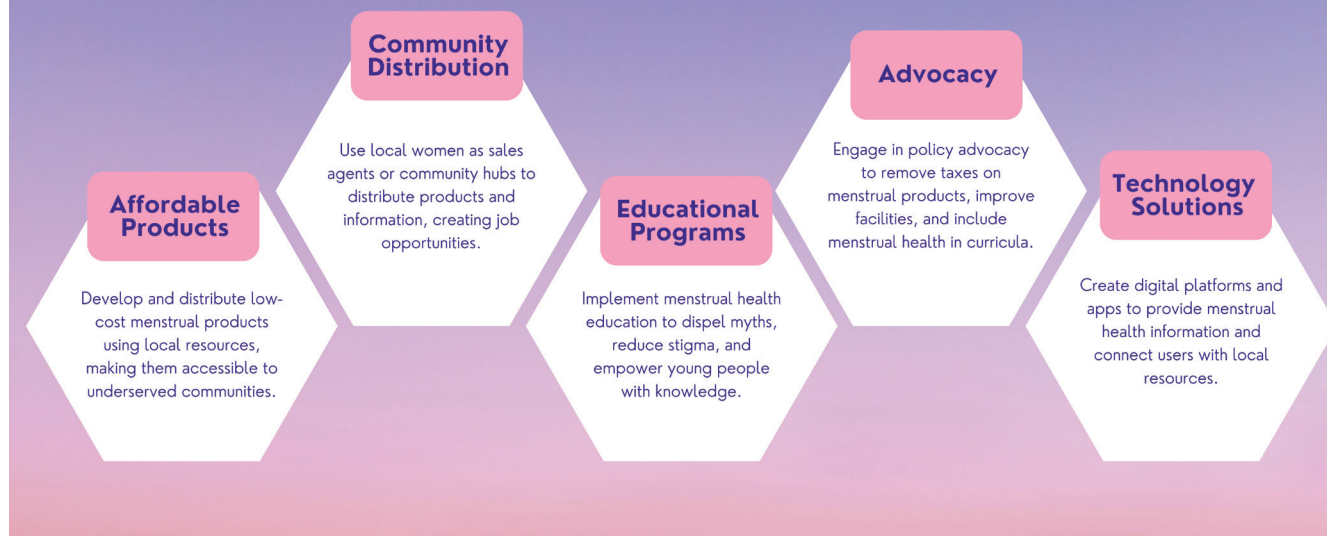 Affordable
Products
Develop and distribute low-
cost menstrual products
using local resources,
making them accessible to
underserved communities.
Community
Distribution
Use local women as sales
agents or community hubs to
distribute products and
information, creating job
opportunities.
Educational
Programs
Implement menstrual health
education to dispel myths,
reduce stigma, and
empower young people
with knowledge.
Advocacy
Engage in policy advocacy
to remove taxes on
menstrual products, improve
facilities, and include
menstrual health in curricula.
Technology
Solutions
Create digital platforms and
apps to provide menstrual
health information and
connect users with local
resources.